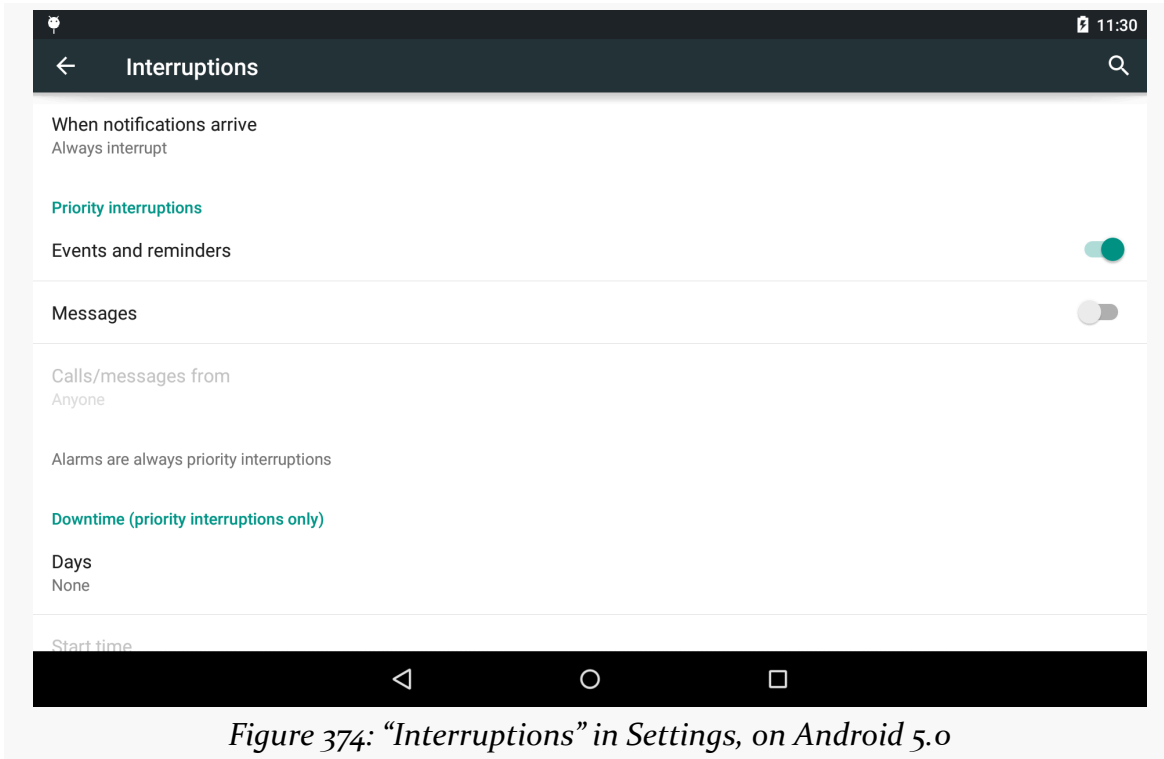 11:30
Interruptions
When notifications arrive
Always interrupt
Priority interruptions
Events and reminders
Messages
Calls/messages from
Anyone
Alarms are always priority interruptions
Downtime (priority interruptions only)
Days
None
Start time
Figure 374: “Interruptions” in Settings, on Android 5.0